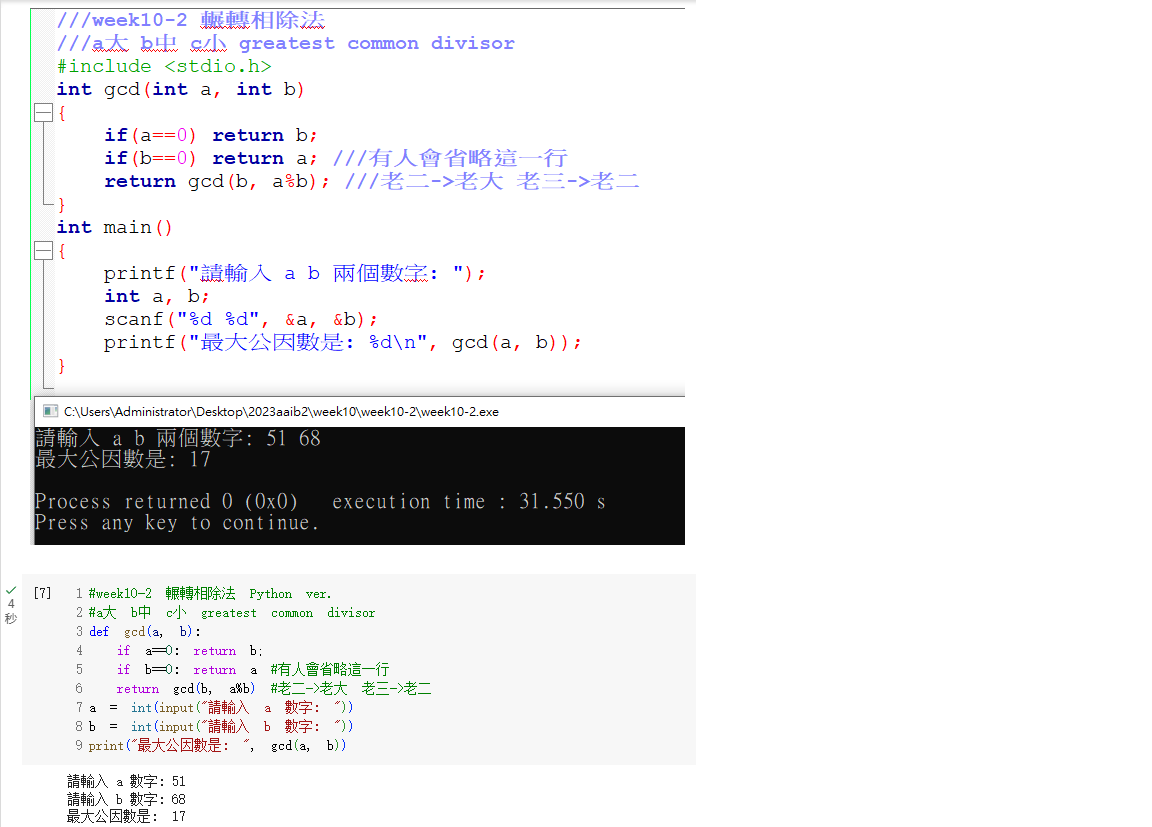 ///week10-2 輾轉相除法
///a大 b中 c小 greatest common divisor
#include <stdio.h>
int gcd(int a, int b)
{
    if(a==0) return b;
    if(b==0) return a; ///有人會省略這一行
    return gcd(b, a%b); ///老二->老大 老三->老二
}
int main()
{
    printf("請輸入 a b 兩個數字: ");
    int a, b;
    scanf("%d %d", &a, &b);
    printf("最大公因數是: %d\n", gcd(a, b));
}
C:\Users\Administrator\Desktop\2023aaib2\week10\week10-2\week10-2.exe
請輸入 a b 兩個數字: 51 68
最大公因數是: 17
Process returned 0 (0x0)   execution time : 31.550 s
Press any key to continue.
[7] 1 #week10-2 輾轉相除法 Python ver.
2 #a大 b中 c小 greatest common divisor
4 3 def gcd(a, b):
秒 4     if a==0: return b;
5     if b==0: return a #有人會省略這一行
6     return gcd(b, a%b) #老二->老大 老三->老二
7 a = int(input("請輸入 a 數字: "))
8 b = int(input("請輸入 b 數字: "))
9 print("最大公因數是: ", gcd(a, b))
請輸入 a 數字: 51
請輸入 b 數字: 68
最大公因數是: 17